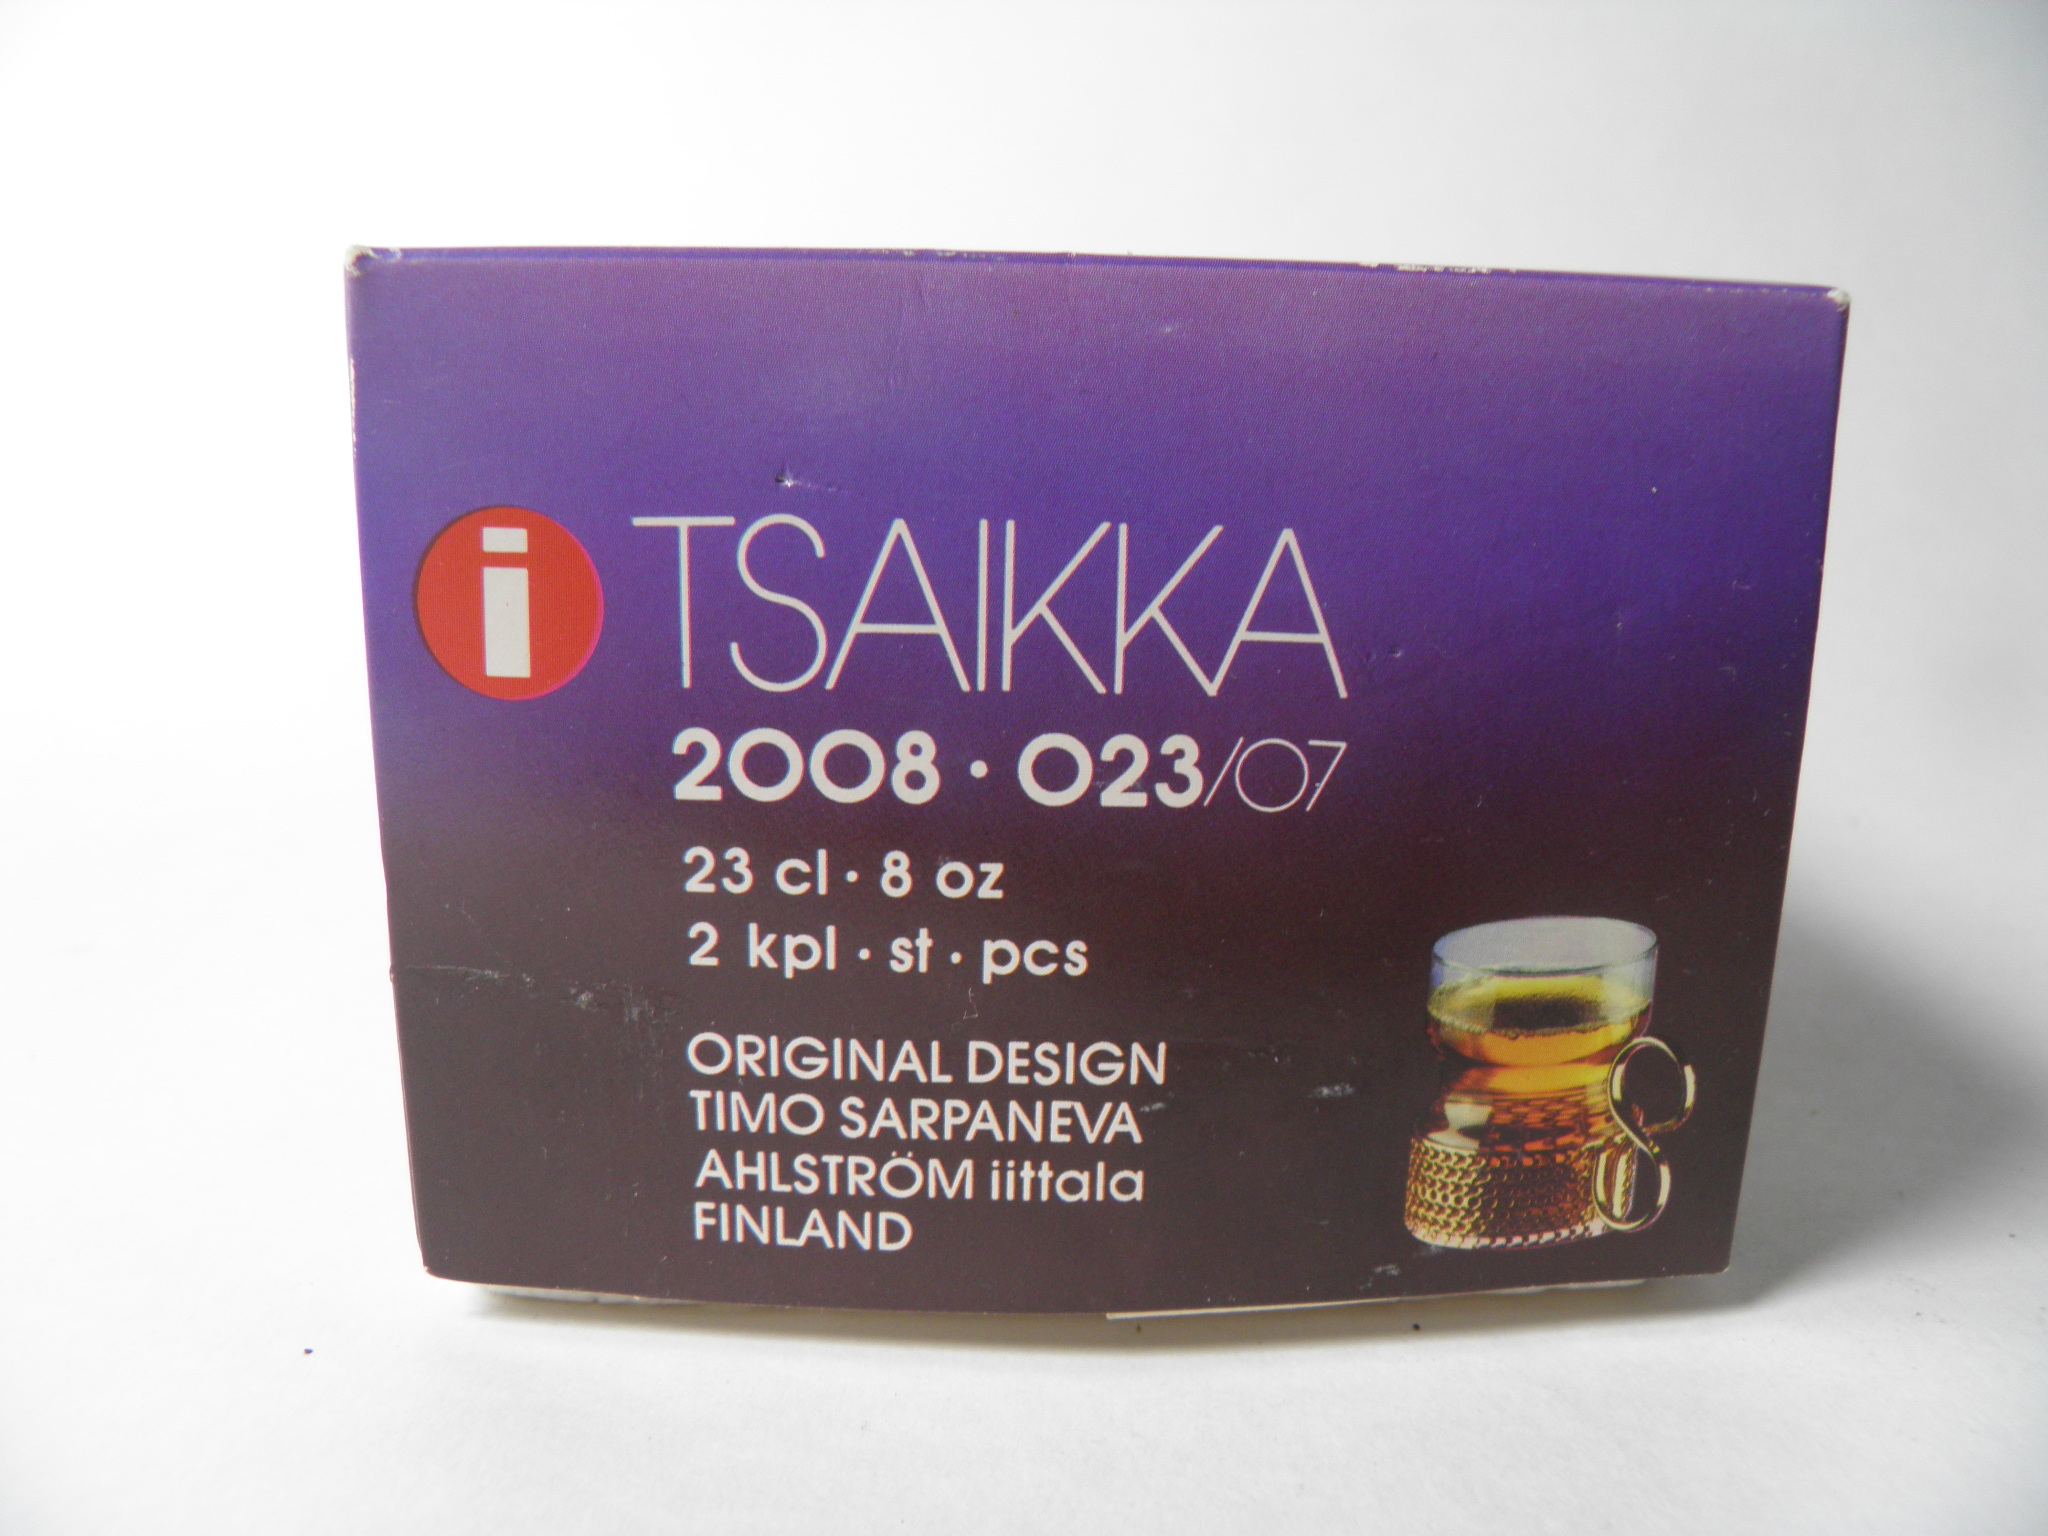 i TSAIKKA
2008 • 023/07
23 cl • 8 oz
2 kpl • st • pcs
ORIGINAL DESIGN
TIMO SARPANEVA
AHLSTRÖM iittala
FINLAND